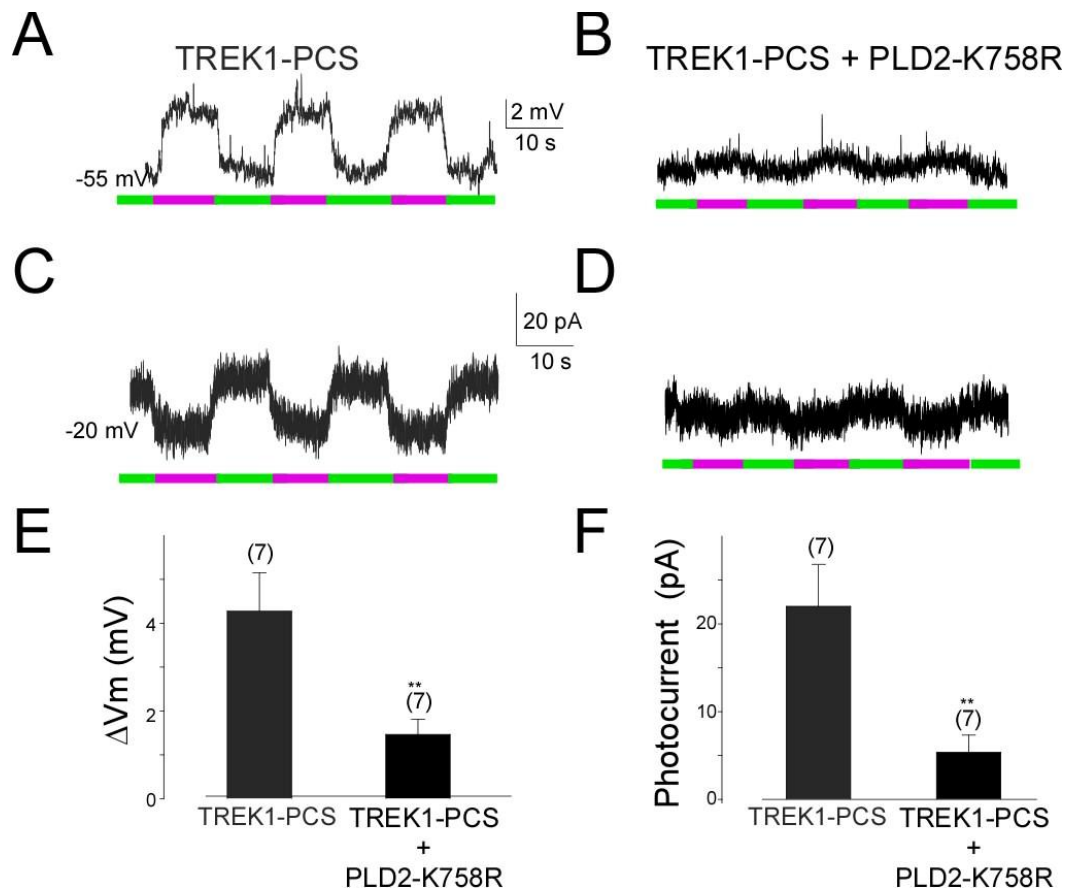 A
B
TREK1-PCS
TREK1-PCS + PLD2-K758R
2 mV
10 s
-55 mV
C
D
20 pA
10 s
-20 mV
E
F
ΔVm (mV)
4
2
0
(7)
**
(7)
TREK1-PCS
TREK1-PCS
+
PLD2-K758R
Photocurrent (pA)
20
10
0
(7)
**
(7)
TREK1-PCS
TREK1-PCS
+
PLD2-K758R